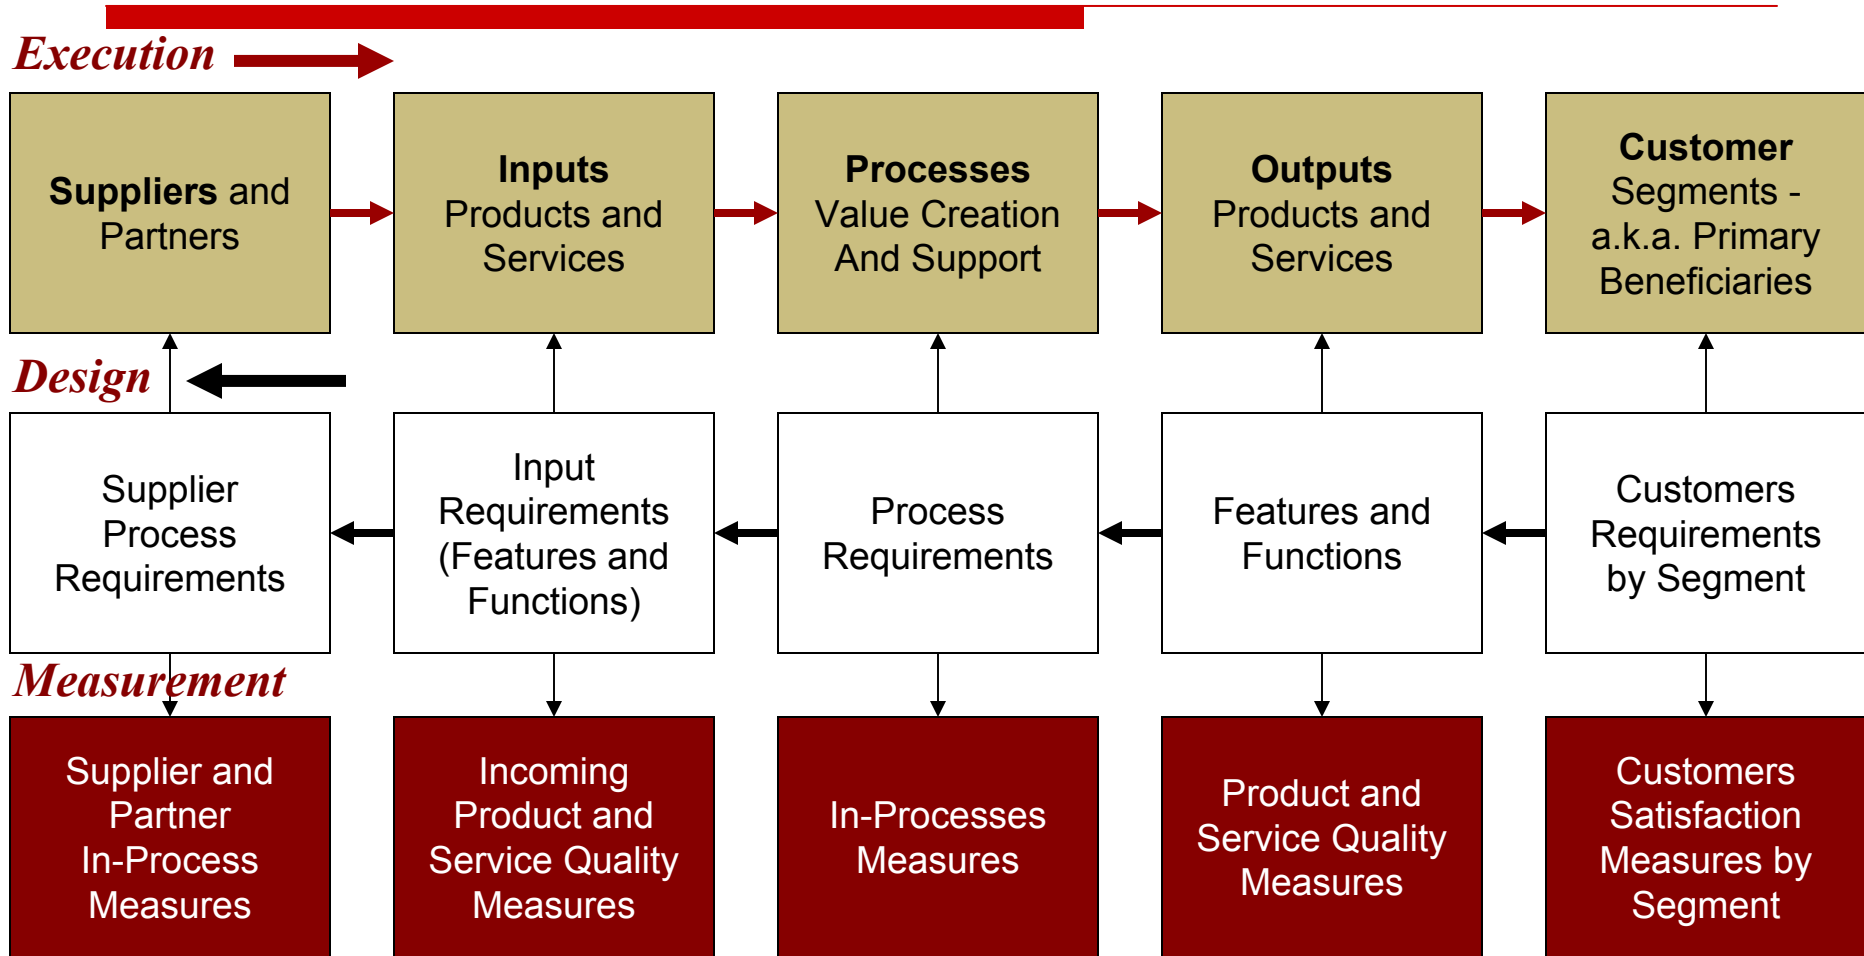 Execution
Suppliers and
Partners
Inputs
Products and
Services
Processes
Value Creation
And Support
Outputs
Products and
Services
Customer
Segments -
a.k.a. Primary
Beneficiaries
Design
Supplier
Process
Requirements
Input
Requirements
(Features and
Functions)
Process
Requirements
Features and
Functions
Customers
Requirements
by Segment
Measurement
Supplier and
Partner
In-Process
Measures
Incoming
Product and
Service Quality
Measures
In-Processes
Measures
Product and
Service Quality
Measures
Customers
Satisfaction
Measures by
Segment